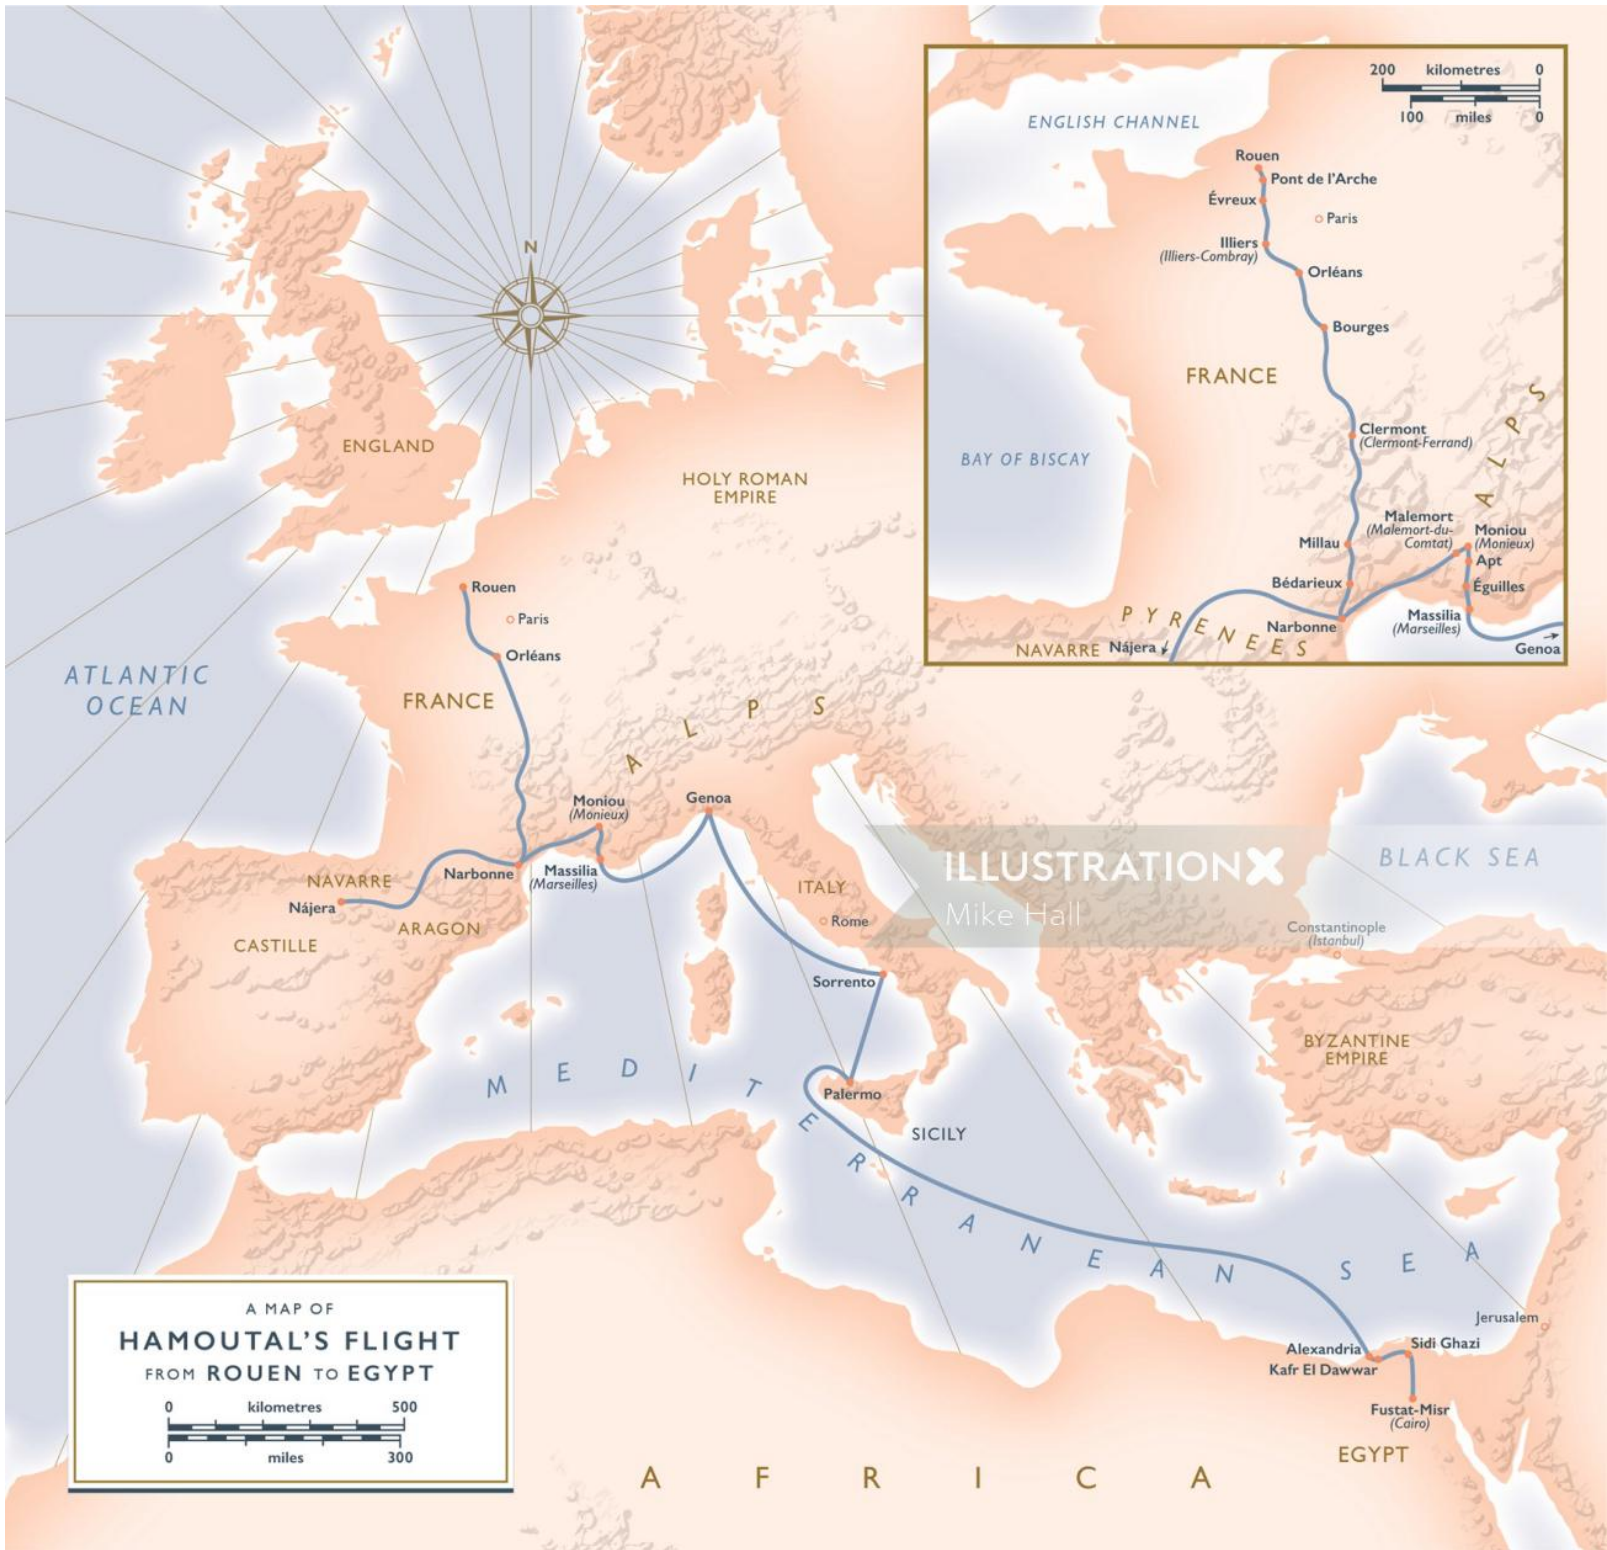 N
ENGLAND
HOLY ROMAN
EMPIRE
Rouen
Paris
Orléans
ATLANTIC
OCEAN
FRANCE
A L P S
Moniou
(Monieux)
Genoa
Narbonne
Massilia
(Marseilles)
NAVARRE
Nájera
ARAGON
CASTILLE
ITALY
Rome
Sorrento
Palermo
SICILY
MEDITERRANEAN SEA
ILLUSTRATIONX
Mike Hall
BLACK SEA
Constantinople
(Istanbul)
BYZANTINE
EMPIRE
Jerusalem
Alexandria
Sidi Ghazi
Kafr El Dawwar
Fustat-Misr
(Cairo)
EGYPT
A F R I C A
200 kilometres 0
100 miles 0
ENGLISH CHANNEL
Rouen
Pont de l'Arche
Évreux
Paris
Illiers
(Illiers-Combray)
Orléans
Bourges
FRANCE
Clermont
(Clermont-Ferrand)
BAY OF BISCAY
A L P S
Malemort
(Malemort-du-
Comtat)
Moniou
(Monieux)
Millau
Apt
Bédarieux
Éguilles
PYRENEES
Narbonne
Massilia
(Marseilles)
NAVARRE
Nájera
Genoa
A MAP OF
HAMOUTAL'S FLIGHT
FROM ROUEN TO EGYPT
0 kilometres 500
0 miles 300